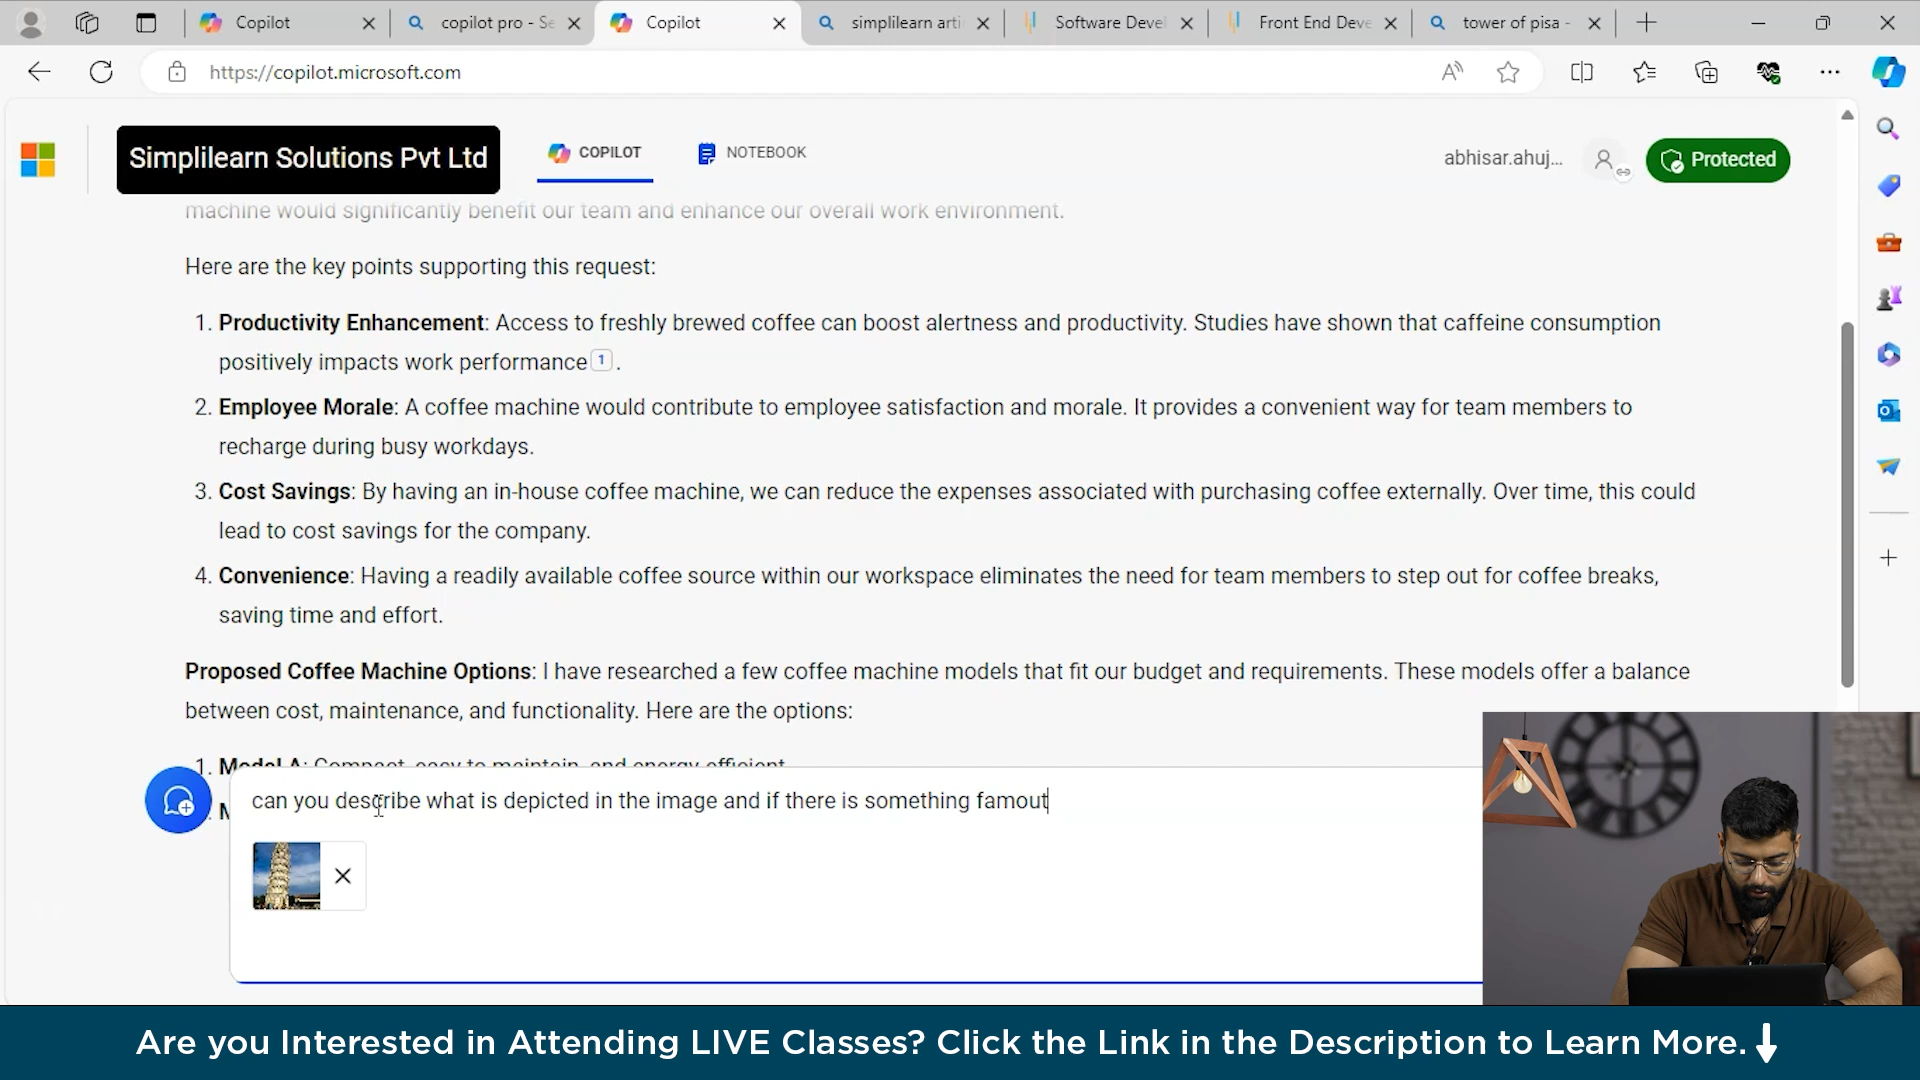 Copilot
copilot pro - Se
Copilot
simplilearn arti
Software Devel
Front End Deve
tower of pisa -
https://copilot.microsoft.com
Simplilearn Solutions Pvt Ltd
COPILOT
NOTEBOOK
abhisar.ahuj...
Protected
machine would significantly benefit our team and enhance our overall work environment.
Here are the key points supporting this request:
1. Productivity Enhancement: Access to freshly brewed coffee can boost alertness and productivity. Studies have shown that caffeine consumption
positively impacts work performance 1 .
2. Employee Morale: A coffee machine would contribute to employee satisfaction and morale. It provides a convenient way for team members to
recharge during busy workdays.
3. Cost Savings: By having an in-house coffee machine, we can reduce the expenses associated with purchasing coffee externally. Over time, this could
lead to cost savings for the company.
4. Convenience: Having a readily available coffee source within our workspace eliminates the need for team members to step out for coffee breaks,
saving time and effort.
Proposed Coffee Machine Options: I have researched a few coffee machine models that fit our budget and requirements. These models offer a balance
between cost, maintenance, and functionality. Here are the options:
1. Model A: Compact, easy to maintain, and energy efficient
can you describe what is depicted in the image and if there is something famout
Are you Interested in Attending LIVE Classes? Click the Link in the Description to Learn More.